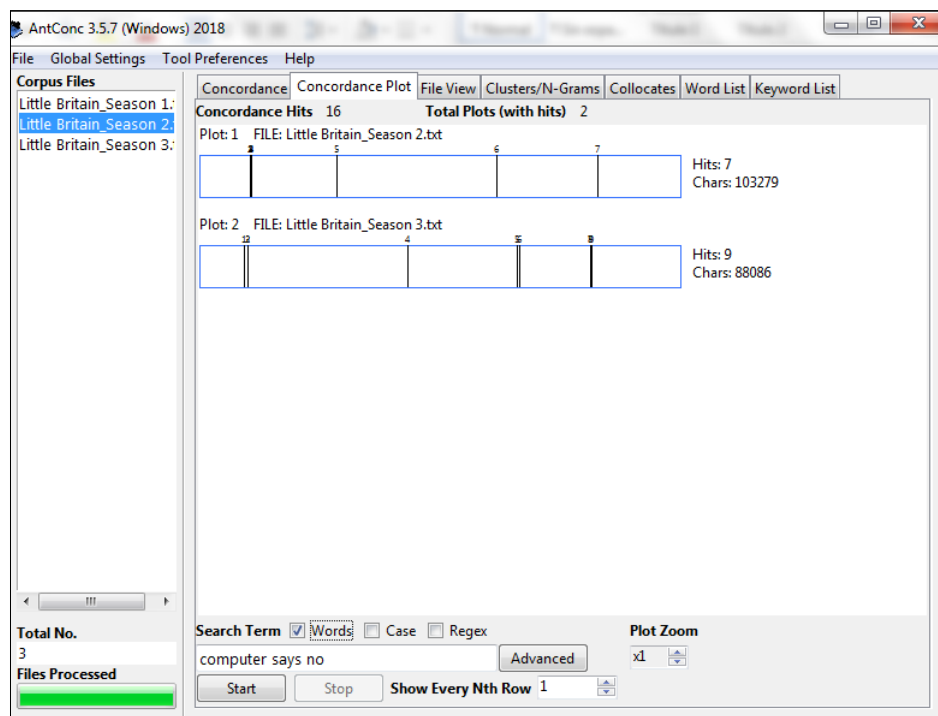 AntConc 3.5.7 (Windows) 2018
File Global Settings Tool Preferences Help
Corpus Files
Little Britain_Season 1.
Little Britain_Season 2.
Little Britain_Season 3.
Total No.
3
Files Processed
Concordance Concordance Plot File View Clusters/N-Grams Collocates Word List Keyword List
Concordance Hits 16 Total Plots (with hits) 2
Plot: 1 FILE: Little Britain_Season 2.txt
5 6 7
Hits: 7
Chars: 103279
Plot: 2 FILE: Little Britain_Season 3.txt
4
Hits: 9
Chars: 88086
Search Term Words Case Regex Plot Zoom
computer says no Advanced x1
Start Stop Show Every Nth Row 1